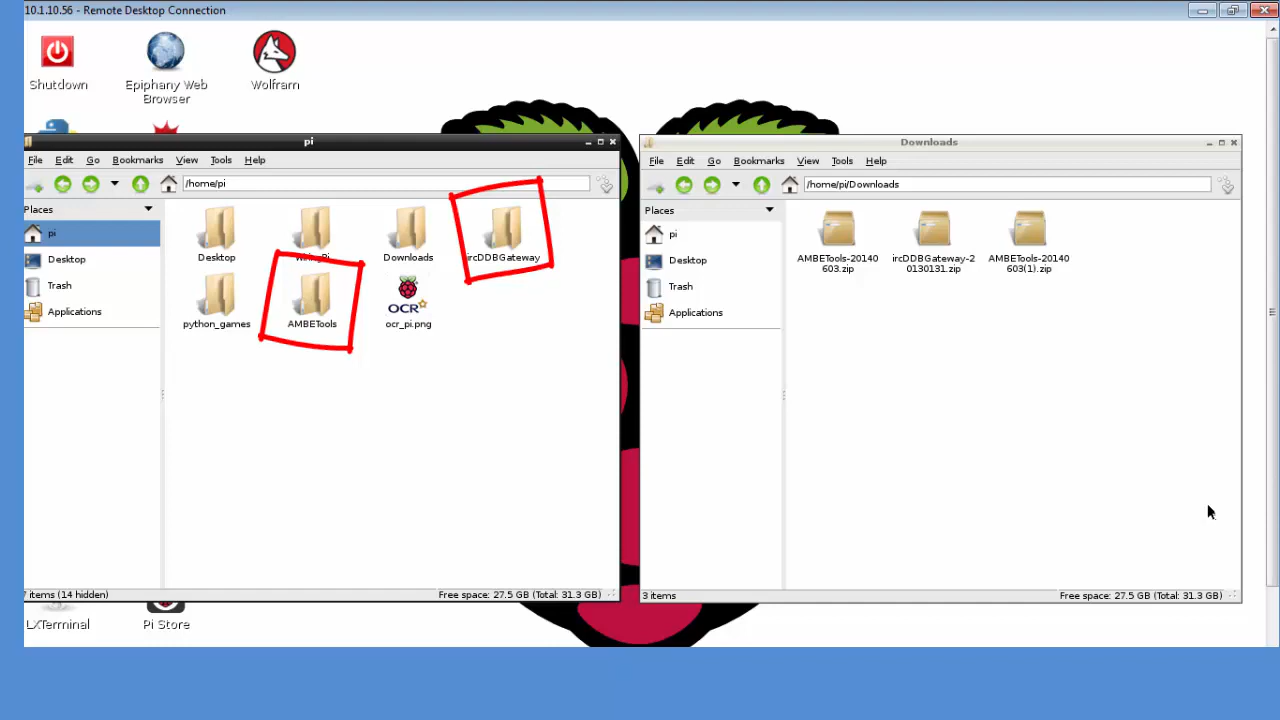 10.1.10.56 - Remote Desktop Connection
Shutdown
Epiphany Web
Browser
Wolfram
pi
File Edit Go Bookmarks View Tools Help
/home/pi
Places
pi
Desktop
Trash
Applications
Desktop
WiringPi
Downloads
ircDDBGateway
python_games
AMBETools
OCR
ocr_pi.png
7 items (14 hidden)
Free space: 27.5 GB (Total: 31.3 GB)
Downloads
File Edit Go Bookmarks View Tools Help
/home/pi/Downloads
Places
pi
Desktop
Trash
Applications
AMBETools-20140
603.zip
ircDDBGateway-2
0130131.zip
AMBETools-20140
603(1).zip
3 items
Free space: 27.5 GB (Total: 31.3 GB)
LXTerminal
Pi Store